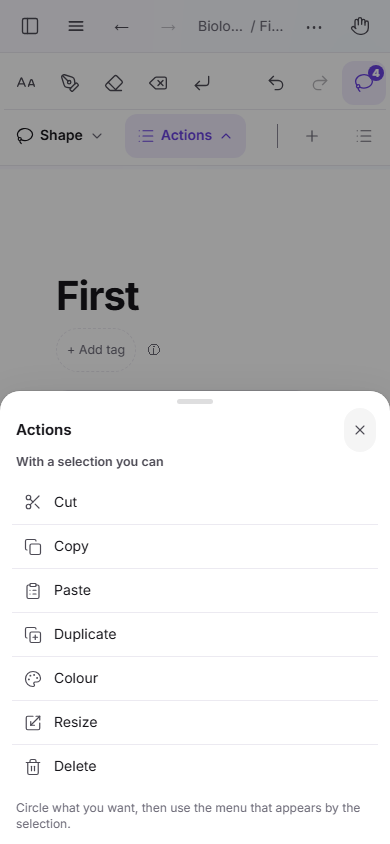 Biolo... / Fi...
AA
4
Shape
Actions
First
+ Add tag
Actions
With a selection you can
Cut
Copy
Paste
Duplicate
Colour
Resize
Delete
Circle what you want, then use the menu that appears by the
selection.